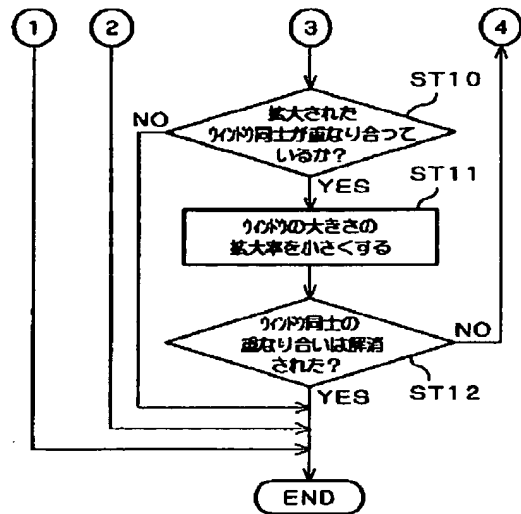 1
2
3
4
ST10
拡大された
ウィンドウ同士が重なり合って
いるか？
NO
YES
ST11
ウィンドウの大きさの
拡大率を小さくする
ウィンドウ同士の
重なり合いは解消
された？
NO
ST12
YES
END